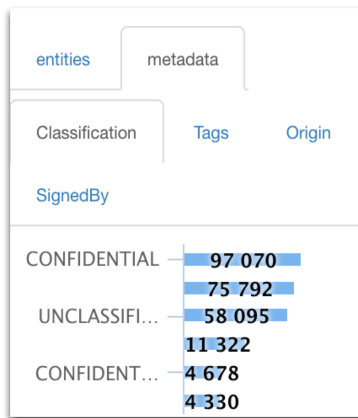 entities metadata
Classification Tags Origin
SignedBy
CONFIDENTIAL 97 070
75 792
UNCLASSIFI... 58 095
11 322
CONFIDENT... 4 678
4 330